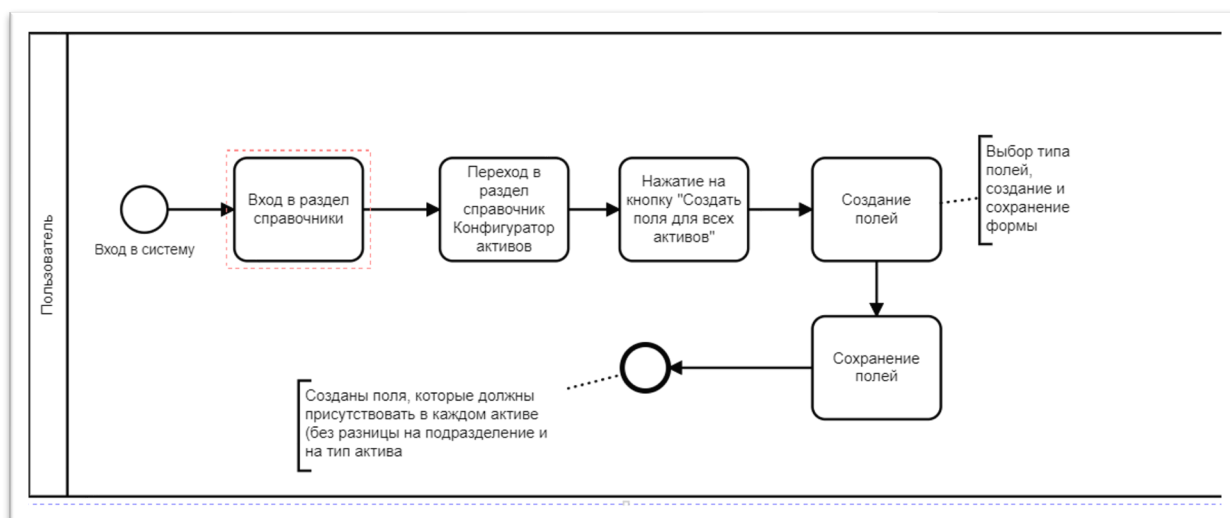 Пользователь
Вход в систему
Вход в раздел
справочники
Переход в
раздел
справочник
Конфигуратор
активов
Нажатие на
кнопку "Создать
поля для всех
активов"
Создание
полей
Выбор типа
полей,
создание и
сохранение
формы
Сохранение
полей
Созданы поля, которые должны
присутствовать в каждом активе
(без разницы на подразделение и
на тип актива